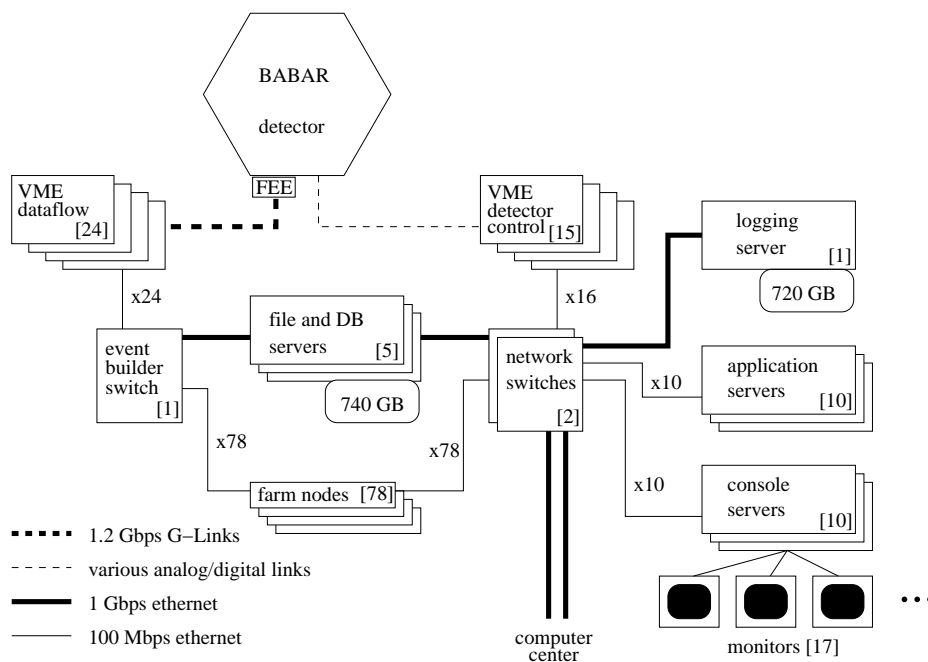 BABAR
detector
FEE
VME
dataflow
[24]
VME
detector
control
[15]
logging
server
[1]
720 GB
x24
x16
file and DB
servers
[5]
740 GB
event
builder
switch
[1]
network
switches
[2]
x10
application
servers
[10]
x78
x78
farm nodes
[78]
x10
console
servers
[10]
1.2 Gbps G−Links
various analog/digital links
1 Gbps ethernet
100 Mbps ethernet
computer
center
monitors [17]